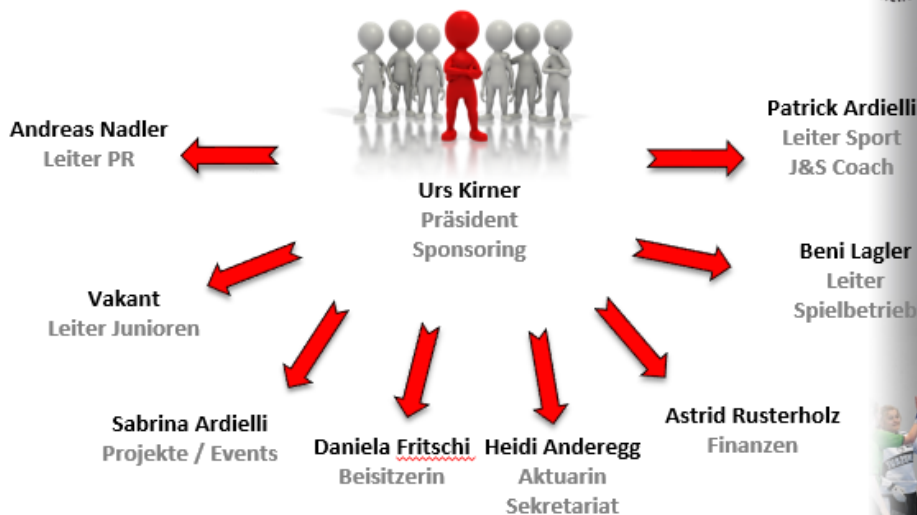 Andreas Nadler
Leiter PR
Patrick Ardielli
Leiter Sport
J&S Coach
Urs Kirner
Präsident
Sponsoring
Beni Lagler
Leiter
Spielbetrieb
Vakant
Leiter Junioren
Sabrina Ardielli
Projekte / Events
Daniela Fritschi
Beisitzerin
Heidi Anderegg
Aktuarin
Sekretariat
Astrid Rusterholz
Finanzen